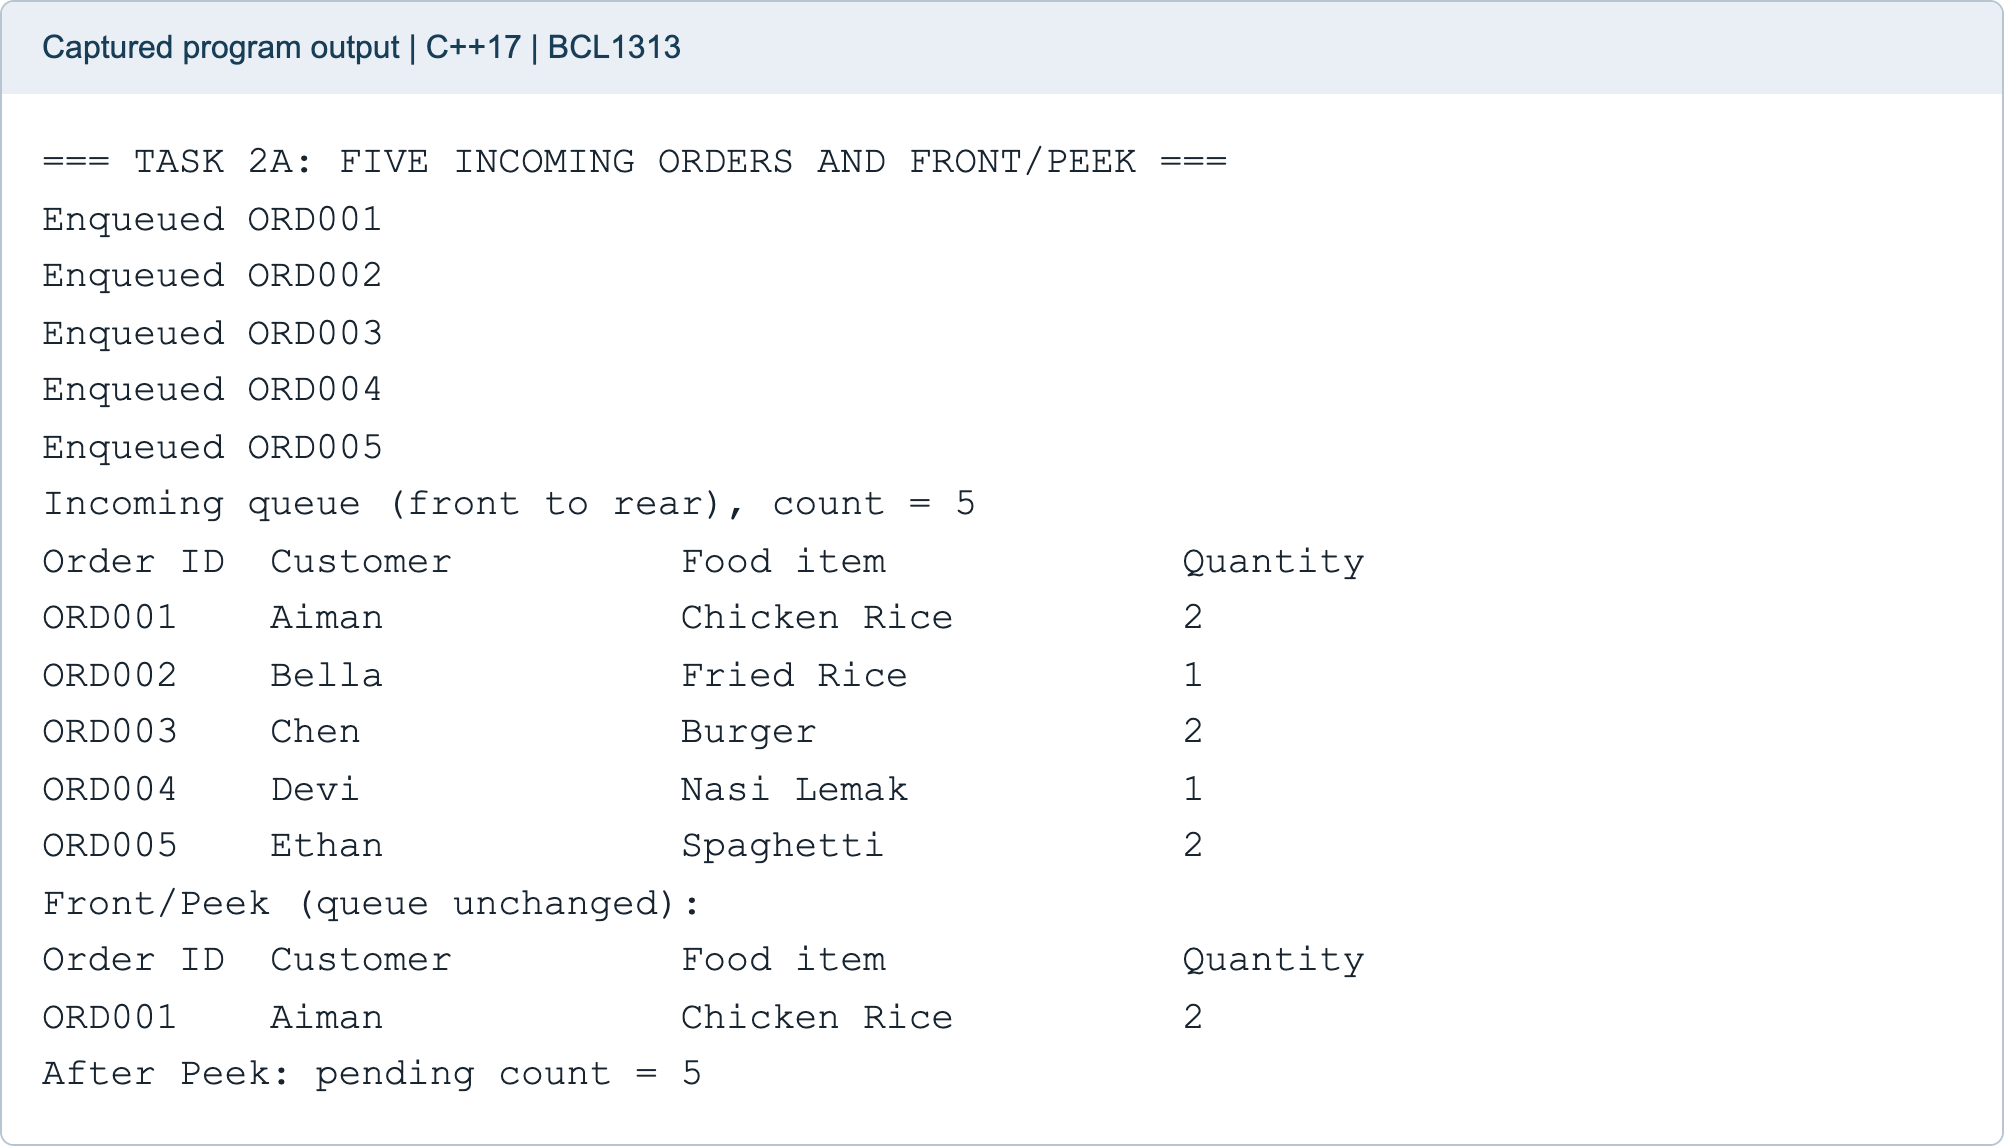 Captured program output | C++17 | BCL1313
=== TASK 2A: FIVE INCOMING ORDERS AND FRONT/PEEK ===
Enqueued ORD001
Enqueued ORD002
Enqueued ORD003
Enqueued ORD004
Enqueued ORD005
Incoming queue (front to rear), count = 5
Order ID  Customer          Food item             Quantity
ORD001    Aiman             Chicken Rice          2
ORD002    Bella             Fried Rice            1
ORD003    Chen              Burger                2
ORD004    Devi              Nasi Lemak            1
ORD005    Ethan             Spaghetti             2
Front/Peek (queue unchanged):
Order ID  Customer          Food item             Quantity
ORD001    Aiman             Chicken Rice          2
After Peek: pending count = 5